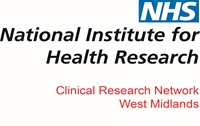 NHS
National Institute for
Health Research
Clinical Research Network
West Midlands